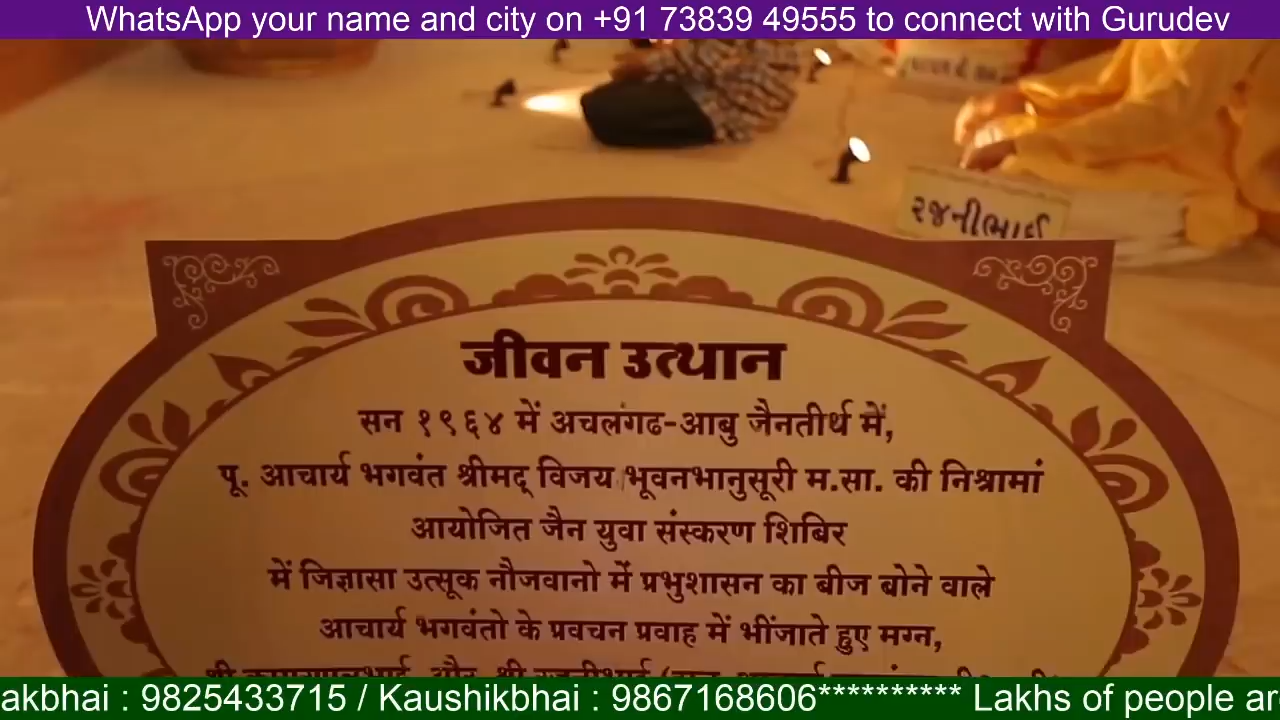 WhatsApp your name and city on +91 73839 49555 to connect with Gurudev
રજનીભાઈ
जीवन उत्थान
सन १९६४ में अचलगढ-आबु जैनतीर्थ में,
पू. आचार्य भगवंत श्रीमद् विजय भूवनभानुसूरी म.सा. की निश्रामां
आयोजित जैन युवा संस्करण शिबिर
में जिज्ञासा उत्सूक नौजवानो में प्रभुशासन का बीज बोने वाले
आचार्य भगवंतो के प्रवचन प्रवाह में भींजाते हुए मग्न,
akbhai : 9825433715 / Kaushikbhai : 9867168606********** Lakhs of people ar